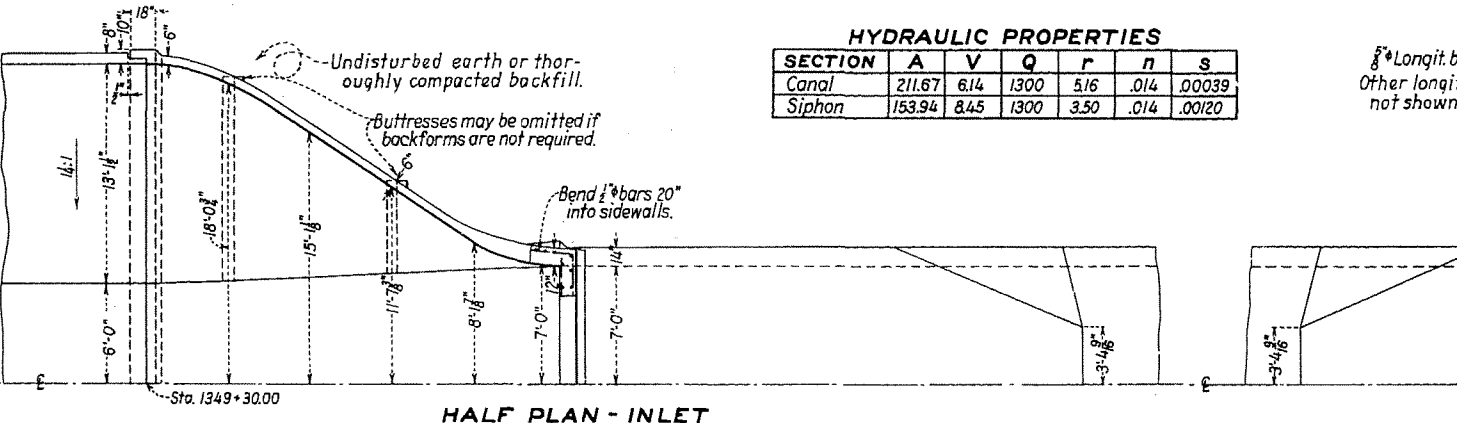 18"
8"
10"
6"
Undisturbed earth or thor-
oughly compacted backfill.
HYDRAULIC PROPERTIES
SECTION A V Q r n s
Canal 211.67 6.14 1300 5.16 .014 .00039
Siphon 153.94 8.45 1300 3.50 .014 .00120
5/8"ϕ Longit. b
Other longit
not shown
Buttresses may be omitted if
backforms are not required.
6"
1¼:1
13'-1½"
18'-0¾"
15'-1⅛"
Bend ½"ϕ bars 20"
into sidewalls.
14"
12"
6'-0"
11'-7⅞"
8'-1⅞"
7'-0"
7'-0"
3'-4 9/16"
3'-4 9/16"
℄
℄
Sta. 1349+30.00
HALF PLAN - INLET